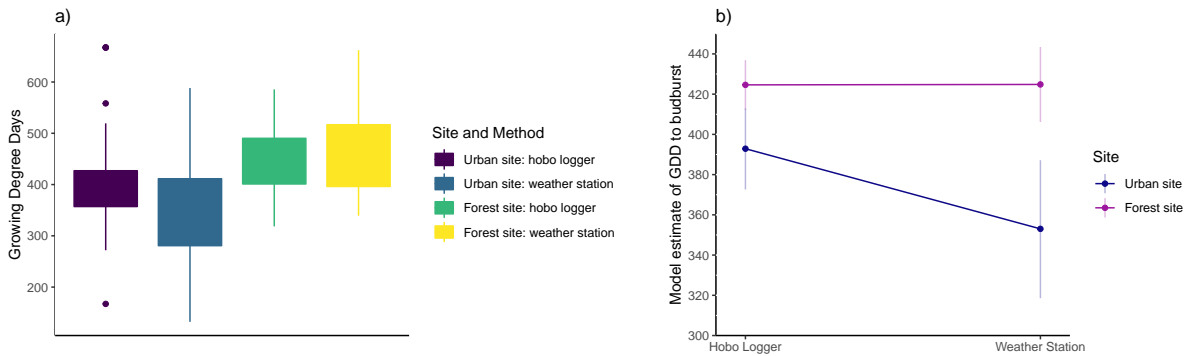 a)
Growing Degree Days
600
500
400
300
200
Site and Method
Urban site: hobo logger
Urban site: weather station
Forest site: hobo logger
Forest site: weather station
b)
Model estimate of GDD to budburst
440
420
400
380
360
340
320
300
Hobo Logger
Weather Station
Site
Urban site
Forest site